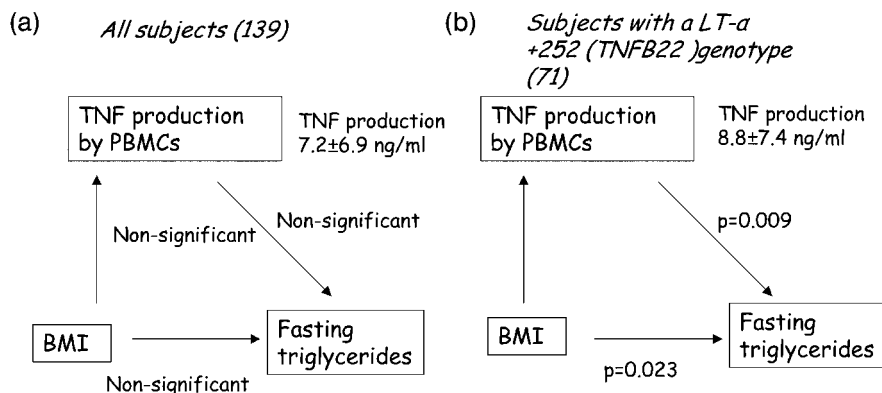 (a)
All subjects (139)
TNF production
by PBMCs
TNF production
7.2±6.9 ng/ml
Non-significant
Non-significant
BMI
Fasting
triglycerides
Non-significant
(b)
Subjects with a LT-a
+252 (TNFB22 )genotype
(71)
TNF production
by PBMCs
TNF production
8.8±7.4 ng/ml
p=0.009
BMI
Fasting
triglycerides
p=0.023